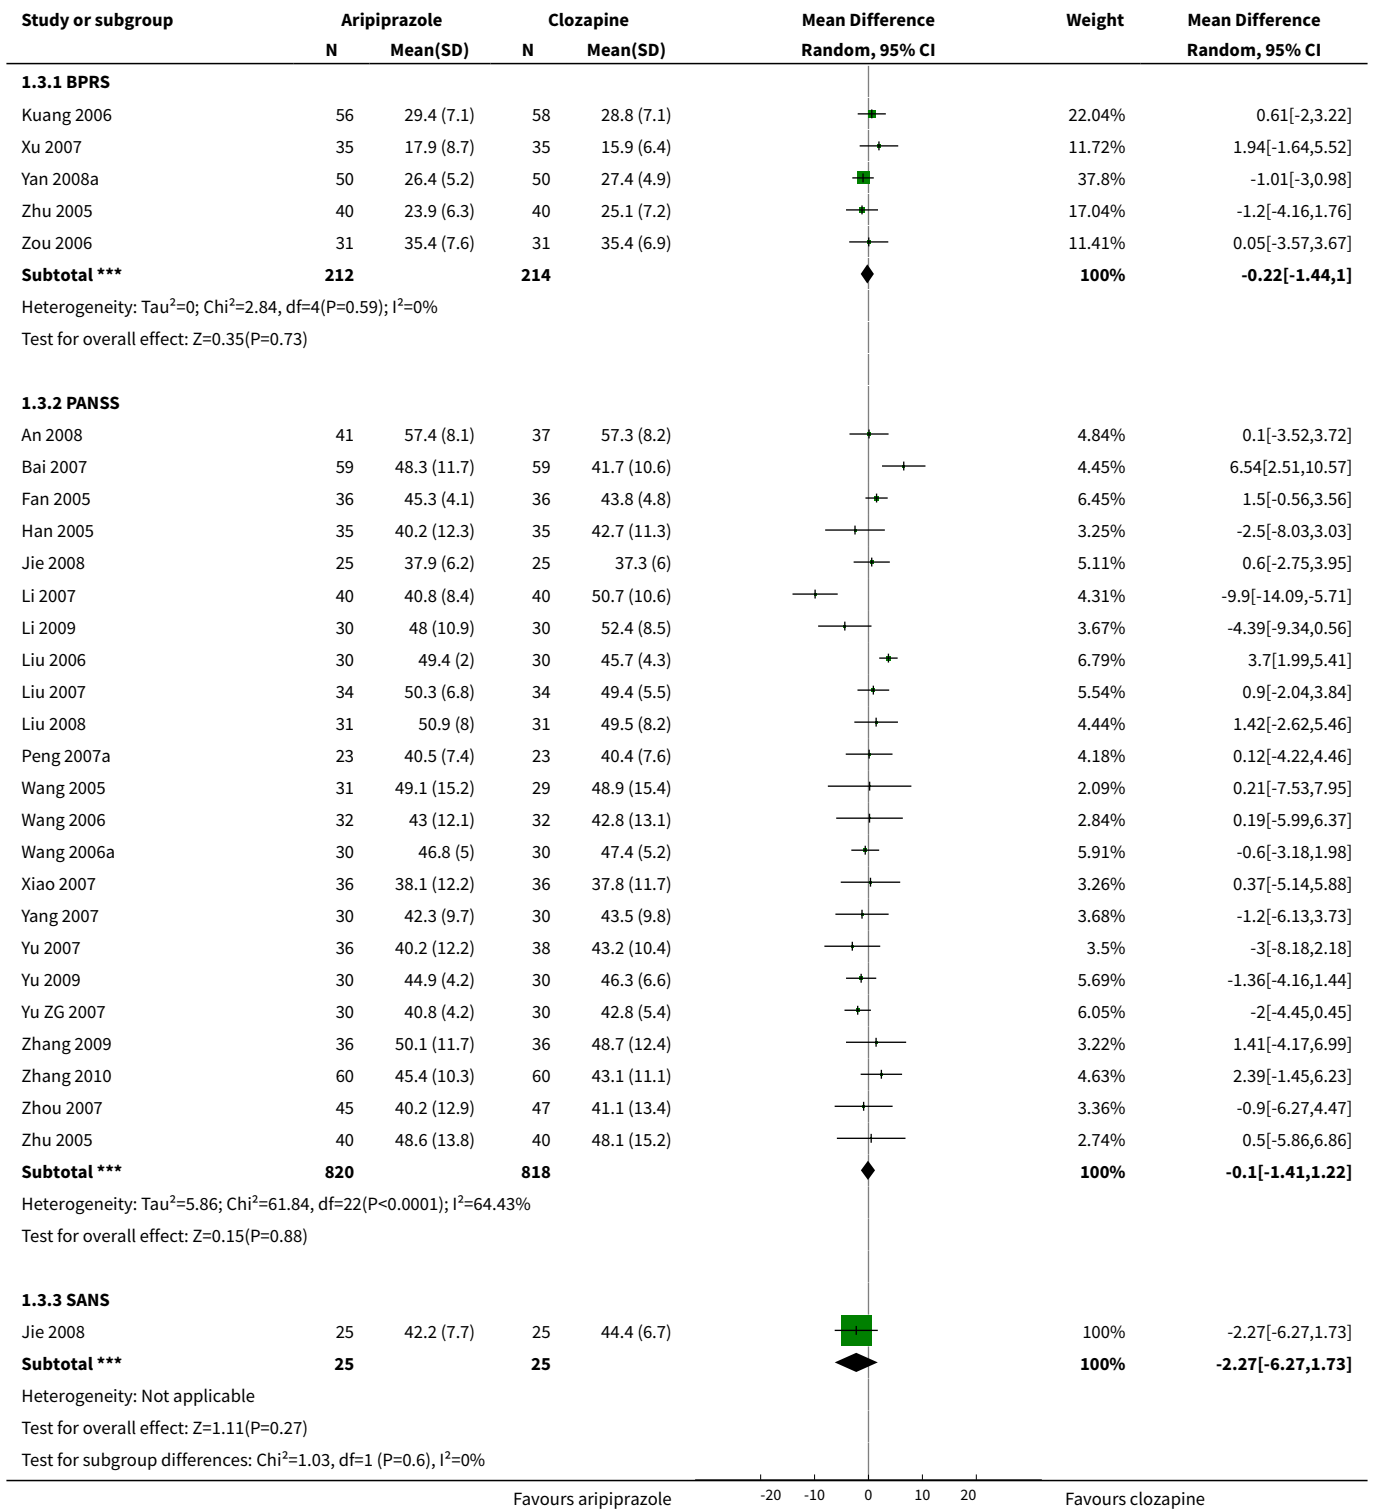 Study or subgroup Aripiprazole Clozapine Mean Difference Weight Mean Difference
N Mean(SD) N Mean(SD) Random, 95% CI Random, 95% CI
1.3.1 BPRS
Kuang 2006 56 29.4 (7.1) 58 28.8 (7.1) 22.04% 0.61[-2,3.22]
Xu 2007 35 17.9 (8.7) 35 15.9 (6.4) 11.72% 1.94[-1.64,5.52]
Yan 2008a 50 26.4 (5.2) 50 27.4 (4.9) 37.8% -1.01[-3,0.98]
Zhu 2005 40 23.9 (6.3) 40 25.1 (7.2) 17.04% -1.2[-4.16,1.76]
Zou 2006 31 35.4 (7.6) 31 35.4 (6.9) 11.41% 0.05[-3.57,3.67]
Subtotal *** 212 214 100% -0.22[-1.44,1]
Heterogeneity: Tau²=0; Chi²=2.84, df=4(P=0.59); I²=0%
Test for overall effect: Z=0.35(P=0.73)
1.3.2 PANSS
An 2008 41 57.4 (8.1) 37 57.3 (8.2) 4.84% 0.1[-3.52,3.72]
Bai 2007 59 48.3 (11.7) 59 41.7 (10.6) 4.45% 6.54[2.51,10.57]
Fan 2005 36 45.3 (4.1) 36 43.8 (4.8) 6.45% 1.5[-0.56,3.56]
Han 2005 35 40.2 (12.3) 35 42.7 (11.3) 3.25% -2.5[-8.03,3.03]
Jie 2008 25 37.9 (6.2) 25 37.3 (6) 5.11% 0.6[-2.75,3.95]
Li 2007 40 40.8 (8.4) 40 50.7 (10.6) 4.31% -9.9[-14.09,-5.71]
Li 2009 30 48 (10.9) 30 52.4 (8.5) 3.67% -4.39[-9.34,0.56]
Liu 2006 30 49.4 (2) 30 45.7 (4.3) 6.79% 3.7[1.99,5.41]
Liu 2007 34 50.3 (6.8) 34 49.4 (5.5) 5.54% 0.9[-2.04,3.84]
Liu 2008 31 50.9 (8) 31 49.5 (8.2) 4.44% 1.42[-2.62,5.46]
Peng 2007a 23 40.5 (7.4) 23 40.4 (7.6) 4.18% 0.12[-4.22,4.46]
Wang 2005 31 49.1 (15.2) 29 48.9 (15.4) 2.09% 0.21[-7.53,7.95]
Wang 2006 32 43 (12.1) 32 42.8 (13.1) 2.84% 0.19[-5.99,6.37]
Wang 2006a 30 46.8 (5) 30 47.4 (5.2) 5.91% -0.6[-3.18,1.98]
Xiao 2007 36 38.1 (12.2) 36 37.8 (11.7) 3.26% 0.37[-5.14,5.88]
Yang 2007 30 42.3 (9.7) 30 43.5 (9.8) 3.68% -1.2[-6.13,3.73]
Yu 2007 36 40.2 (12.2) 38 43.2 (10.4) 3.5% -3[-8.18,2.18]
Yu 2009 30 44.9 (4.2) 30 46.3 (6.6) 5.69% -1.36[-4.16,1.44]
Yu ZG 2007 30 40.8 (4.2) 30 42.8 (5.4) 6.05% -2[-4.45,0.45]
Zhang 2009 36 50.1 (11.7) 36 48.7 (12.4) 3.22% 1.41[-4.17,6.99]
Zhang 2010 60 45.4 (10.3) 60 43.1 (11.1) 4.63% 2.39[-1.45,6.23]
Zhou 2007 45 40.2 (12.9) 47 41.1 (13.4) 3.36% -0.9[-6.27,4.47]
Zhu 2005 40 48.6 (13.8) 40 48.1 (15.2) 2.74% 0.5[-5.86,6.86]
Subtotal *** 820 818 100% -0.1[-1.41,1.22]
Heterogeneity: Tau²=5.86; Chi²=61.84, df=22(P<0.0001); I²=64.43%
Test for overall effect: Z=0.15(P=0.88)
1.3.3 SANS
Jie 2008 25 42.2 (7.7) 25 44.4 (6.7) 100% -2.27[-6.27,1.73]
Subtotal *** 25 25 100% -2.27[-6.27,1.73]
Heterogeneity: Not applicable
Test for overall effect: Z=1.11(P=0.27)
Test for subgroup differences: Chi²=1.03, df=1 (P=0.6), I²=0%
Favours aripiprazole -20 -10 0 10 20 Favours clozapine